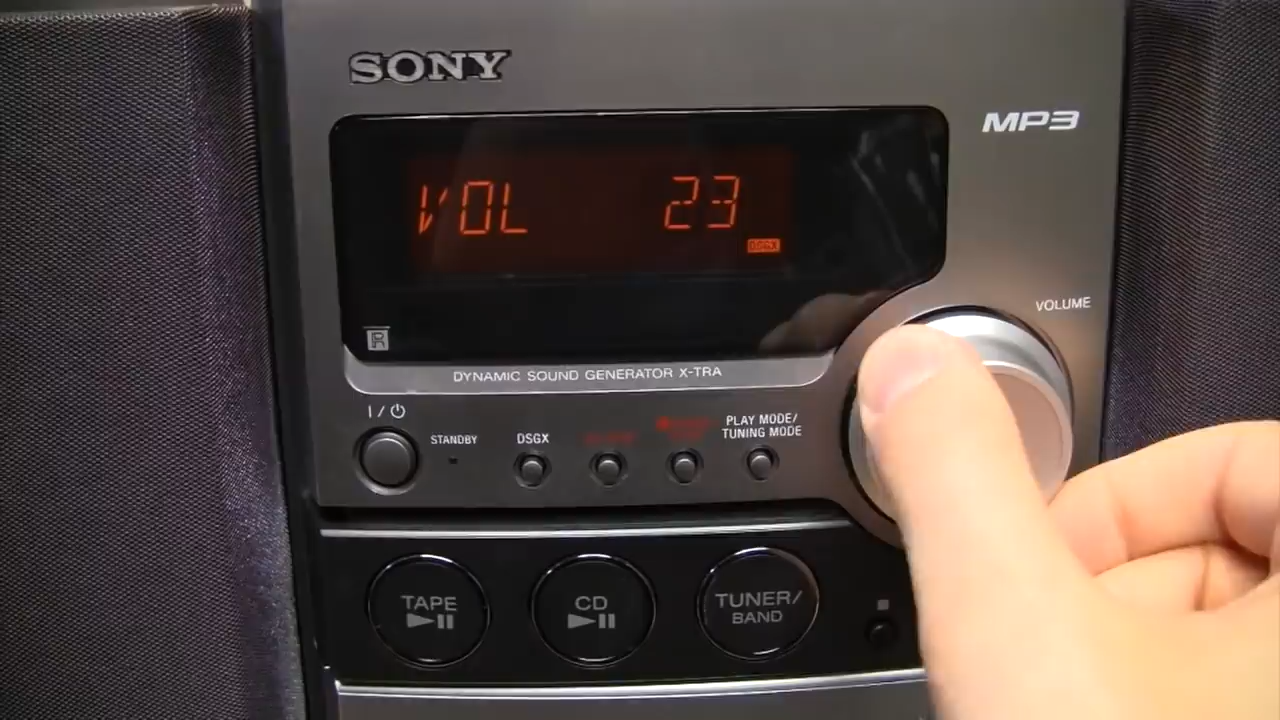 SONY
MP3
VOL 23
DSGX
VOLUME
R
DYNAMIC SOUND GENERATOR X-TRA
I / ⏻
STANDBY
DSGX
PLAY MODE/
TUNING MODE
TAPE
►II
CD
►II
TUNER/
BAND